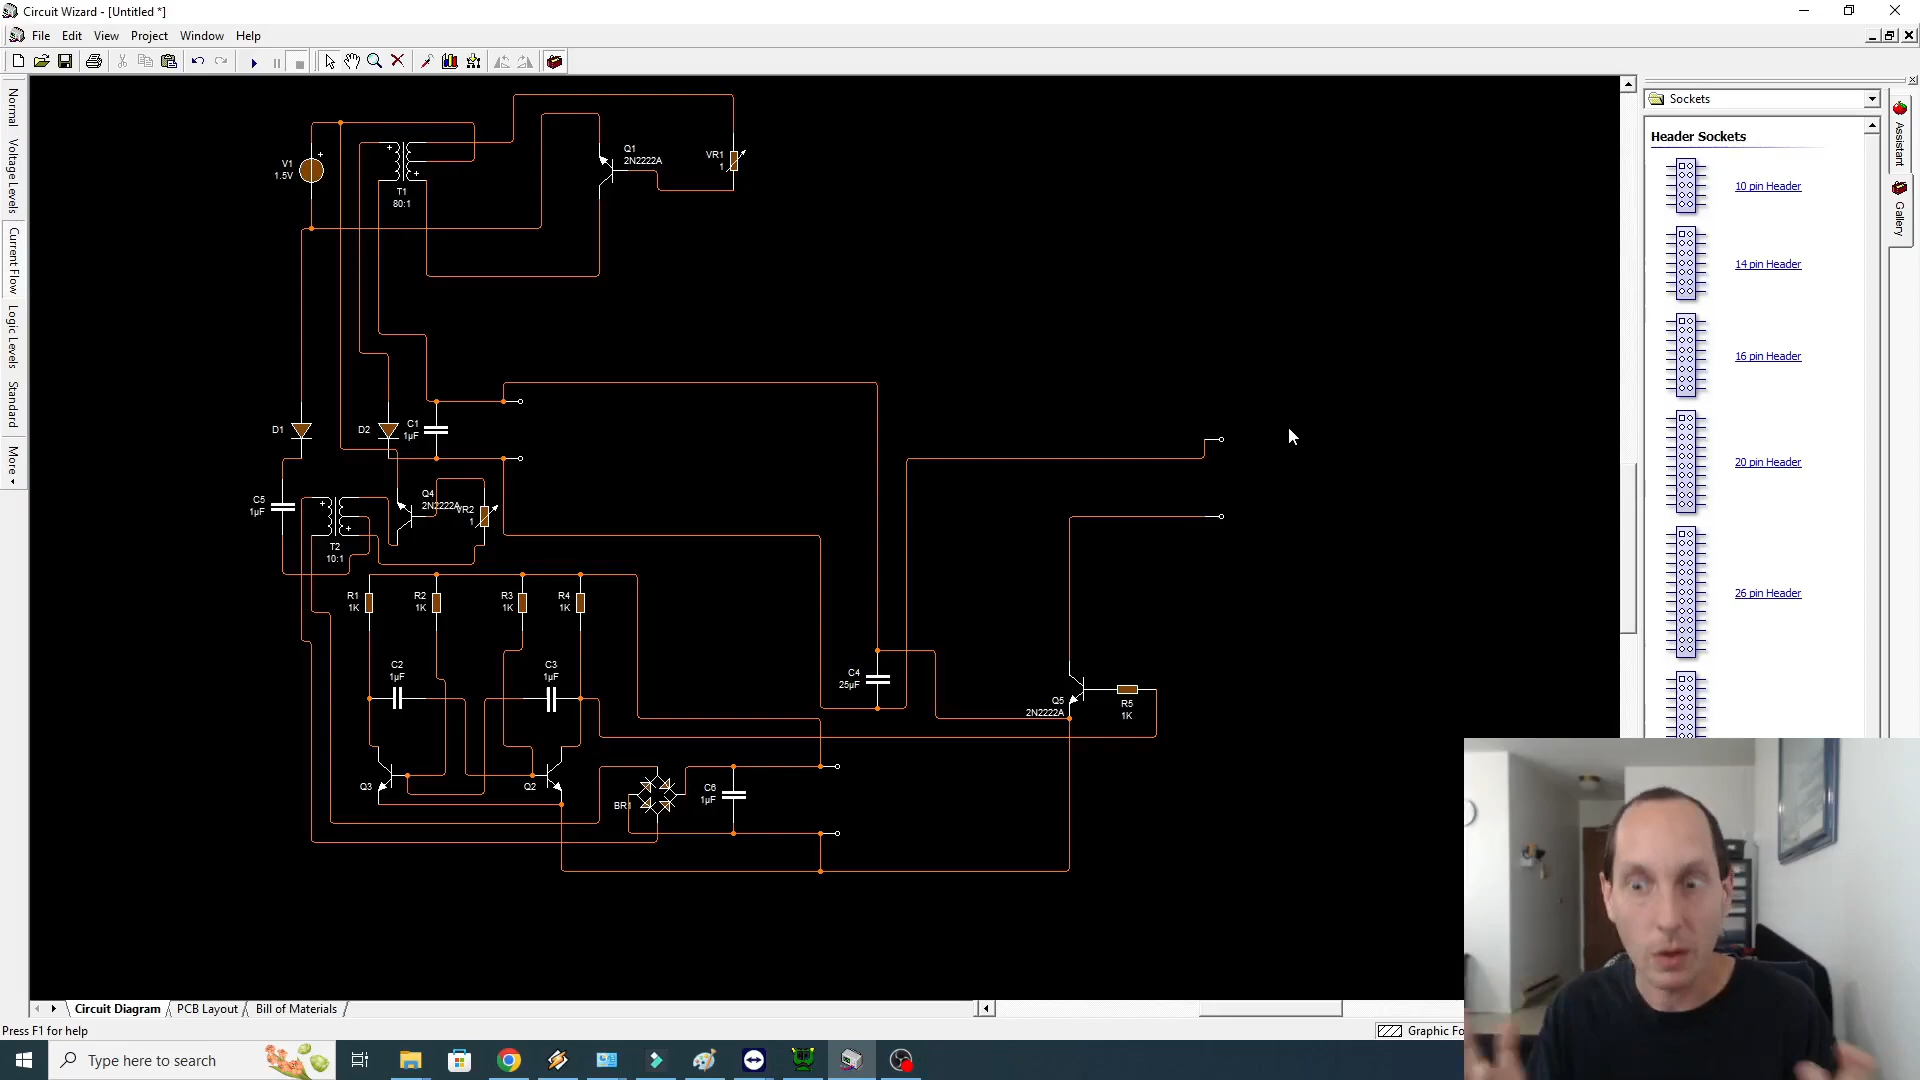 Circuit Wizard - [Untitled *]
File Edit View Project Window Help
Normal
Voltage Levels
Current Flow
Logic Levels
Standard
More
Sockets
Header Sockets
10 pin Header
14 pin Header
16 pin Header
20 pin Header
26 pin Header
Assistant
Gallery
V1
1.5V
T1
80:1
Q1
2N2222A
VR1
1
D1
D2
C1
1µF
C5
1µF
T2
10:1
Q4
2N2222A
VR2
1
R1
1K
R2
1K
R3
1K
R4
1K
C2
1µF
C3
1µF
C4
25µF
Q5
2N2222A
R5
1K
Q3
Q2
BR1
C6
1µF
Circuit Diagram PCB Layout Bill of Materials
Press F1 for help
Graphic Fo
Type here to search